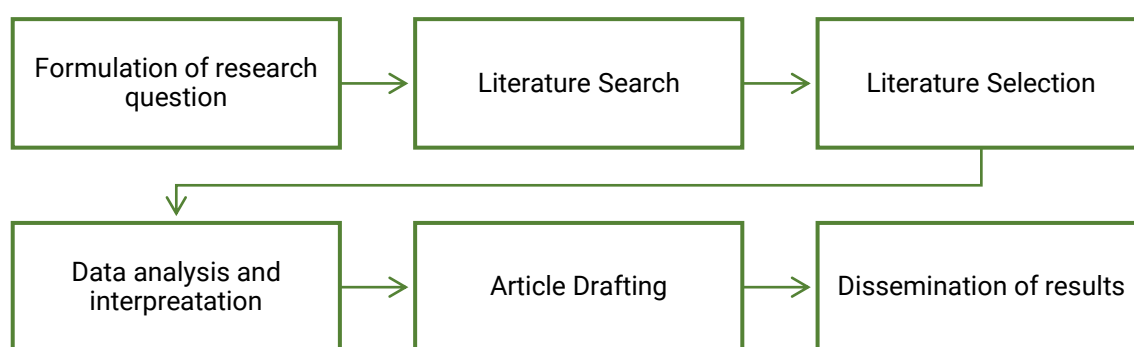 Formulation of research
question
Literature Search
Literature Selection
Data analysis and
interpreatation
Article Drafting
Dissemination of results